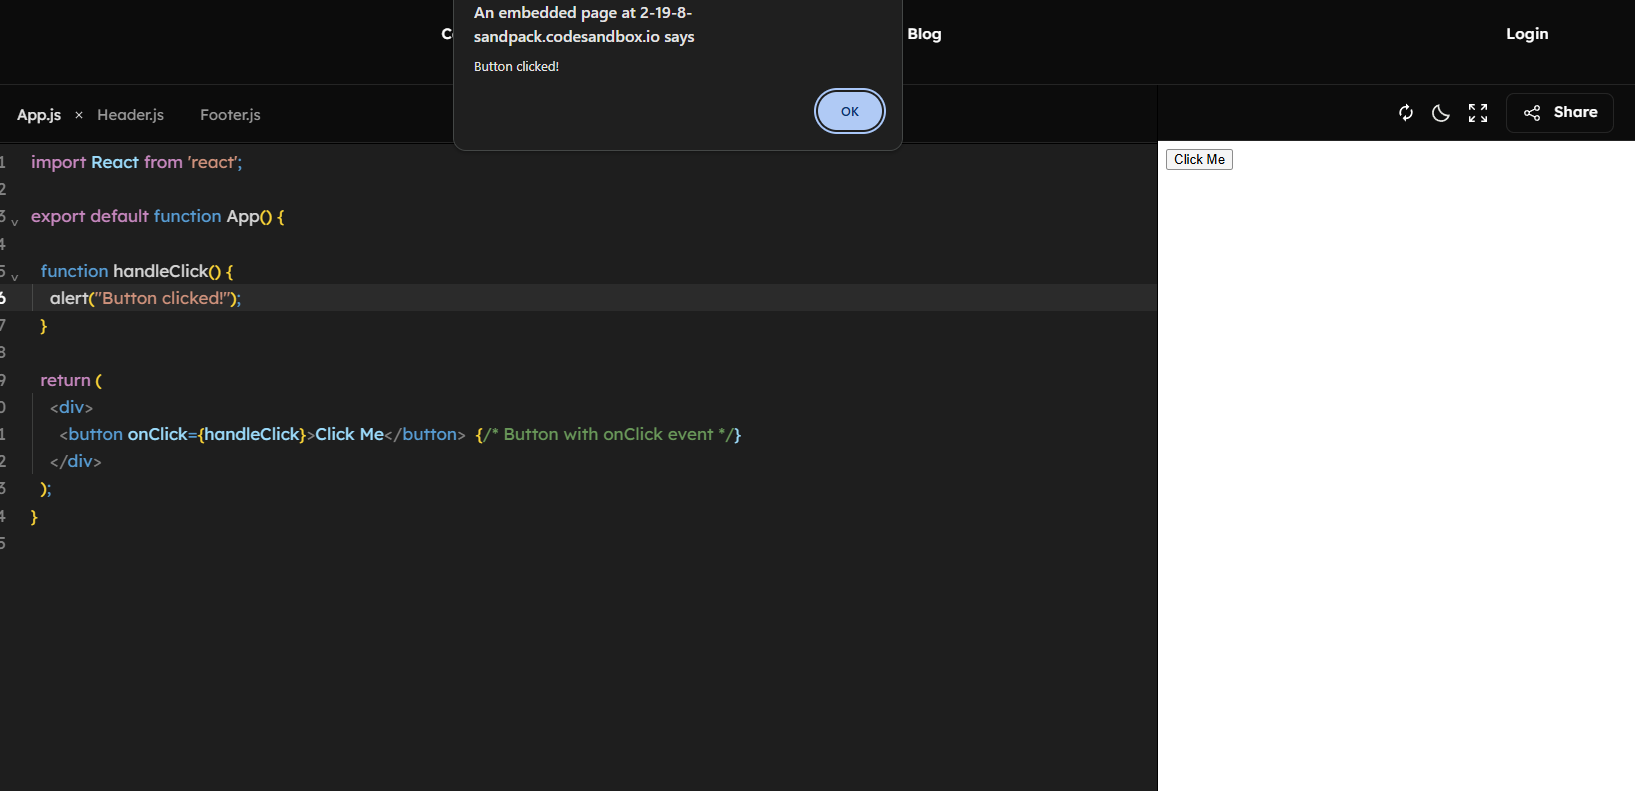 An embedded page at 2-19-8-
sandpack.codesandbox.io says
Button clicked!
OK
Blog
Login
App.js × Header.js Footer.js
Share
1 import React from 'react';
2
3 export default function App() {
4
5 function handleClick() {
6 alert("Button clicked!");
7 }
8
9 return (
0 <div>
1 <button onClick={handleClick}>Click Me</button> {/* Button with onClick event */}
2 </div>
3 );
4 }
5
Click Me